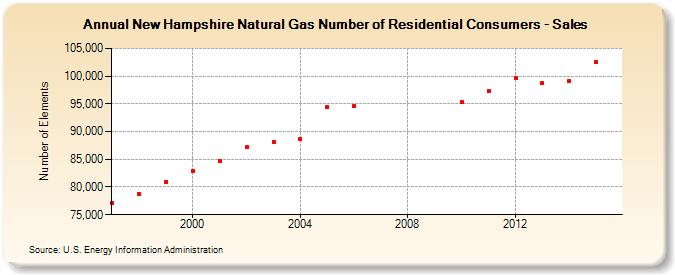 Annual New Hampshire Natural Gas Number of Residential Consumers - Sales
Number of Elements
105,000
100,000
95,000
90,000
85,000
80,000
75,000
2000 2004 2008 2012
Source: U.S. Energy Information Administration